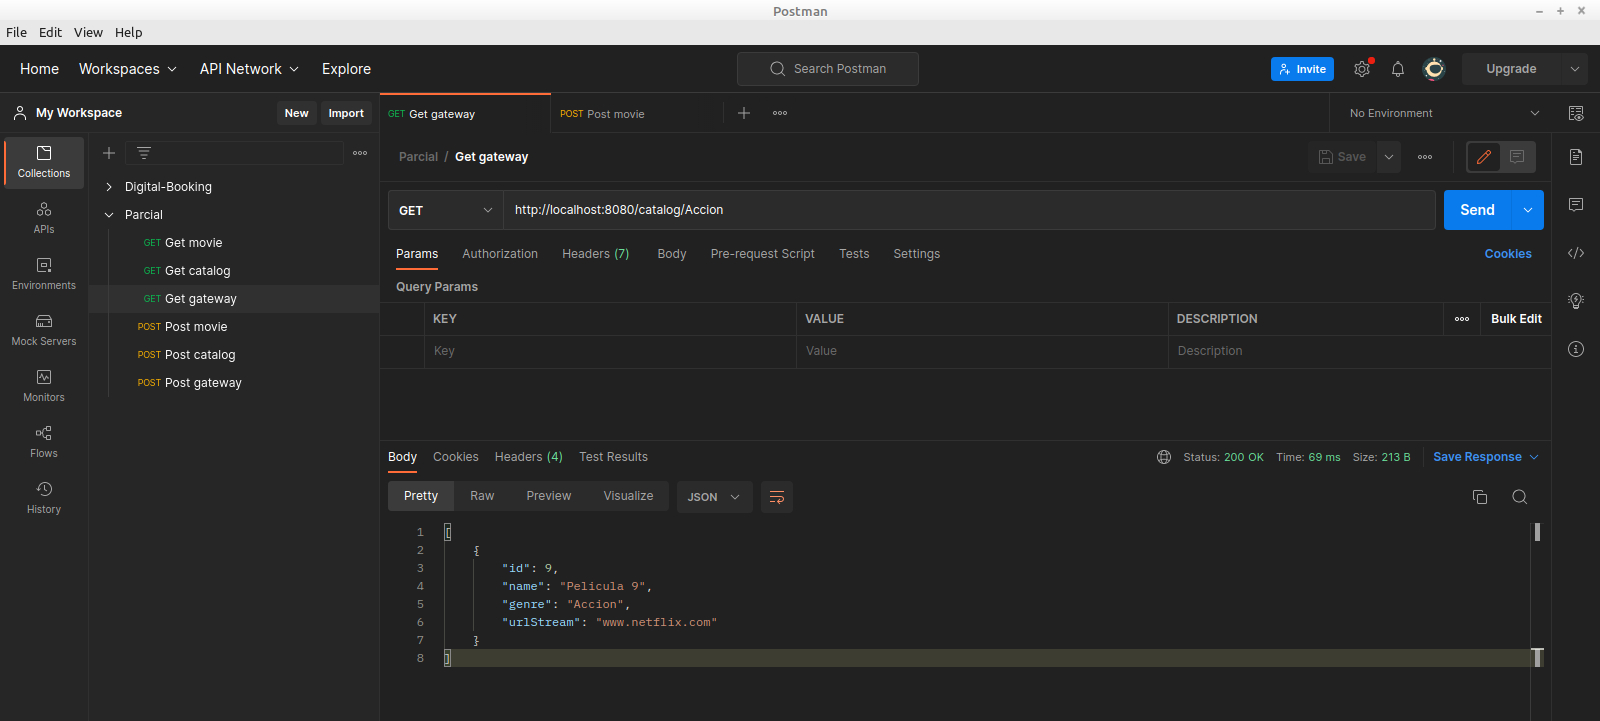 Postman
File Edit View Help
Home Workspaces API Network Explore Search Postman Invite Upgrade
My Workspace New Import
GET Get gateway POST Post movie No Environment
Collections
APIs
Environments
Mock Servers
Monitors
Flows
History
Digital-Booking
Parcial
GET Get movie
GET Get catalog
GET Get gateway
POST Post movie
POST Post catalog
POST Post gateway
Parcial / Get gateway Save
GET http://localhost:8080/catalog/Accion Send
Params Authorization Headers (7) Body Pre-request Script Tests Settings Cookies
Query Params
KEY VALUE DESCRIPTION Bulk Edit
Key Value Description
Body Cookies Headers (4) Test Results Status: 200 OK Time: 69 ms Size: 213 B Save Response
Pretty Raw Preview Visualize JSON
1 [
2 {
3 "id": 9,
4 "name": "Pelicula 9",
5 "genre": "Accion",
6 "urlStream": "www.netflix.com"
7 }
8 ]